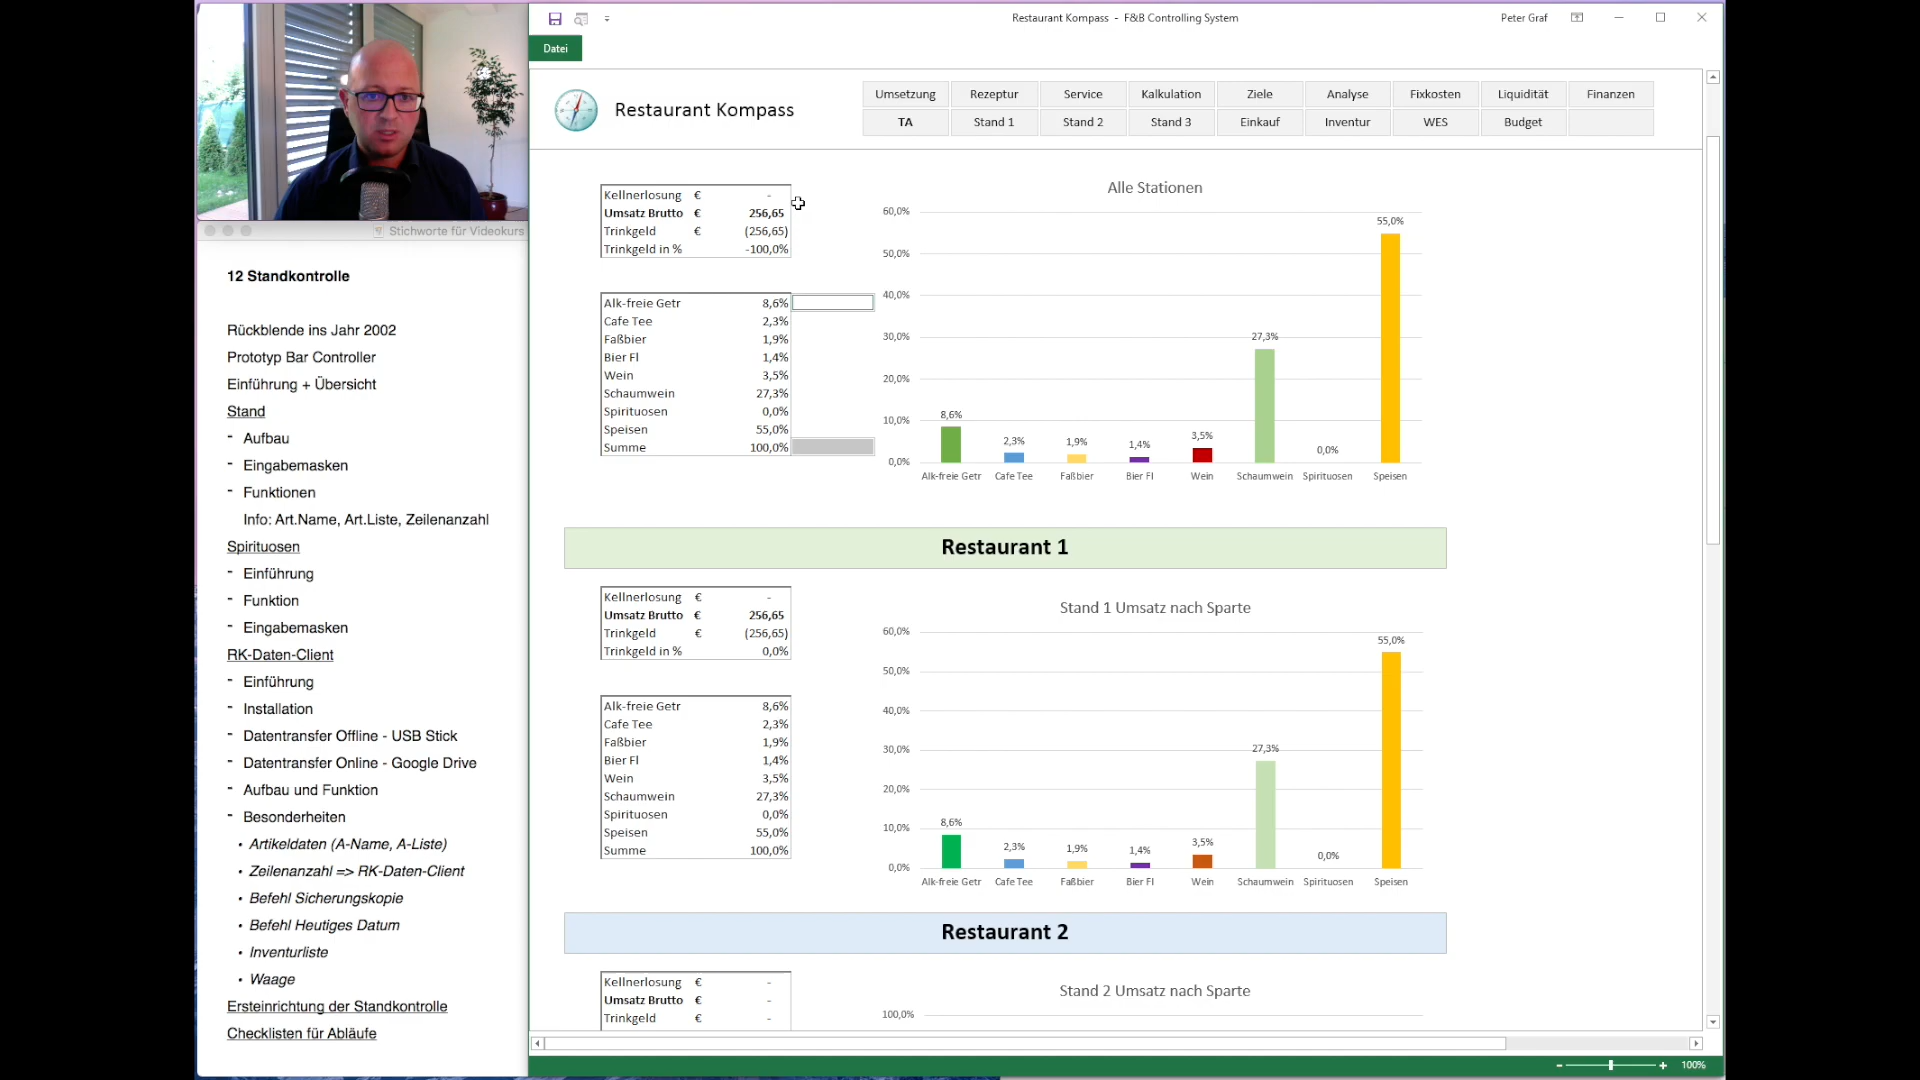 Restaurant Kompass - F&B Controlling System
Peter Graf
Datei
Restaurant Kompass
Umsetzung Rezeptur Service Kalkulation Ziele Analyse Fixkosten Liquidität Finanzen
TA Stand 1 Stand 2 Stand 3 Einkauf Inventur WES Budget
Stichworte für Videokurs
12 Standkontrolle
Rückblende ins Jahr 2002
Prototyp Bar Controller
Einführung + Übersicht
Stand
- Aufbau
- Eingabemasken
- Funktionen
Info: Art.Name, Art.Liste, Zeilenanzahl
Spirituosen
- Einführung
- Funktion
- Eingabemasken
RK-Daten-Client
- Einführung
- Installation
- Datentransfer Offline - USB Stick
- Datentransfer Online - Google Drive
- Aufbau und Funktion
- Besonderheiten
• Artikeldaten (A-Name, A-Liste)
• Zeilenanzahl => RK-Daten-Client
• Befehl Sicherungskopie
• Befehl Heutiges Datum
• Inventurliste
• Waage
Ersteinrichtung der Standkontrolle
Checklisten für Abläufe
Kellnerlosung € -
Umsatz Brutto € 256,65
Trinkgeld € (256,65)
Trinkgeld in % -100,0%
Alk-freie Getr 8,6%
Cafe Tee 2,3%
Faßbier 1,9%
Bier Fl 1,4%
Wein 3,5%
Schaumwein 27,3%
Spirituosen 0,0%
Speisen 55,0%
Summe 100,0%
Alle Stationen
60,0%
50,0%
40,0%
30,0%
20,0%
10,0%
0,0%
8,6% 2,3% 1,9% 1,4% 3,5% 27,3% 0,0% 55,0%
Alk-freie Getr Cafe Tee Faßbier Bier Fl Wein Schaumwein Spirituosen Speisen
Restaurant 1
Kellnerlosung € -
Umsatz Brutto € 256,65
Trinkgeld € (256,65)
Trinkgeld in % 0,0%
Alk-freie Getr 8,6%
Cafe Tee 2,3%
Faßbier 1,9%
Bier Fl 1,4%
Wein 3,5%
Schaumwein 27,3%
Spirituosen 0,0%
Speisen 55,0%
Summe 100,0%
Stand 1 Umsatz nach Sparte
60,0%
50,0%
40,0%
30,0%
20,0%
10,0%
0,0%
8,6% 2,3% 1,9% 1,4% 3,5% 27,3% 0,0% 55,0%
Alk-freie Getr Cafe Tee Faßbier Bier Fl Wein Schaumwein Spirituosen Speisen
Restaurant 2
Kellnerlosung € -
Umsatz Brutto € -
Trinkgeld € -
Stand 2 Umsatz nach Sparte
100,0%
100%